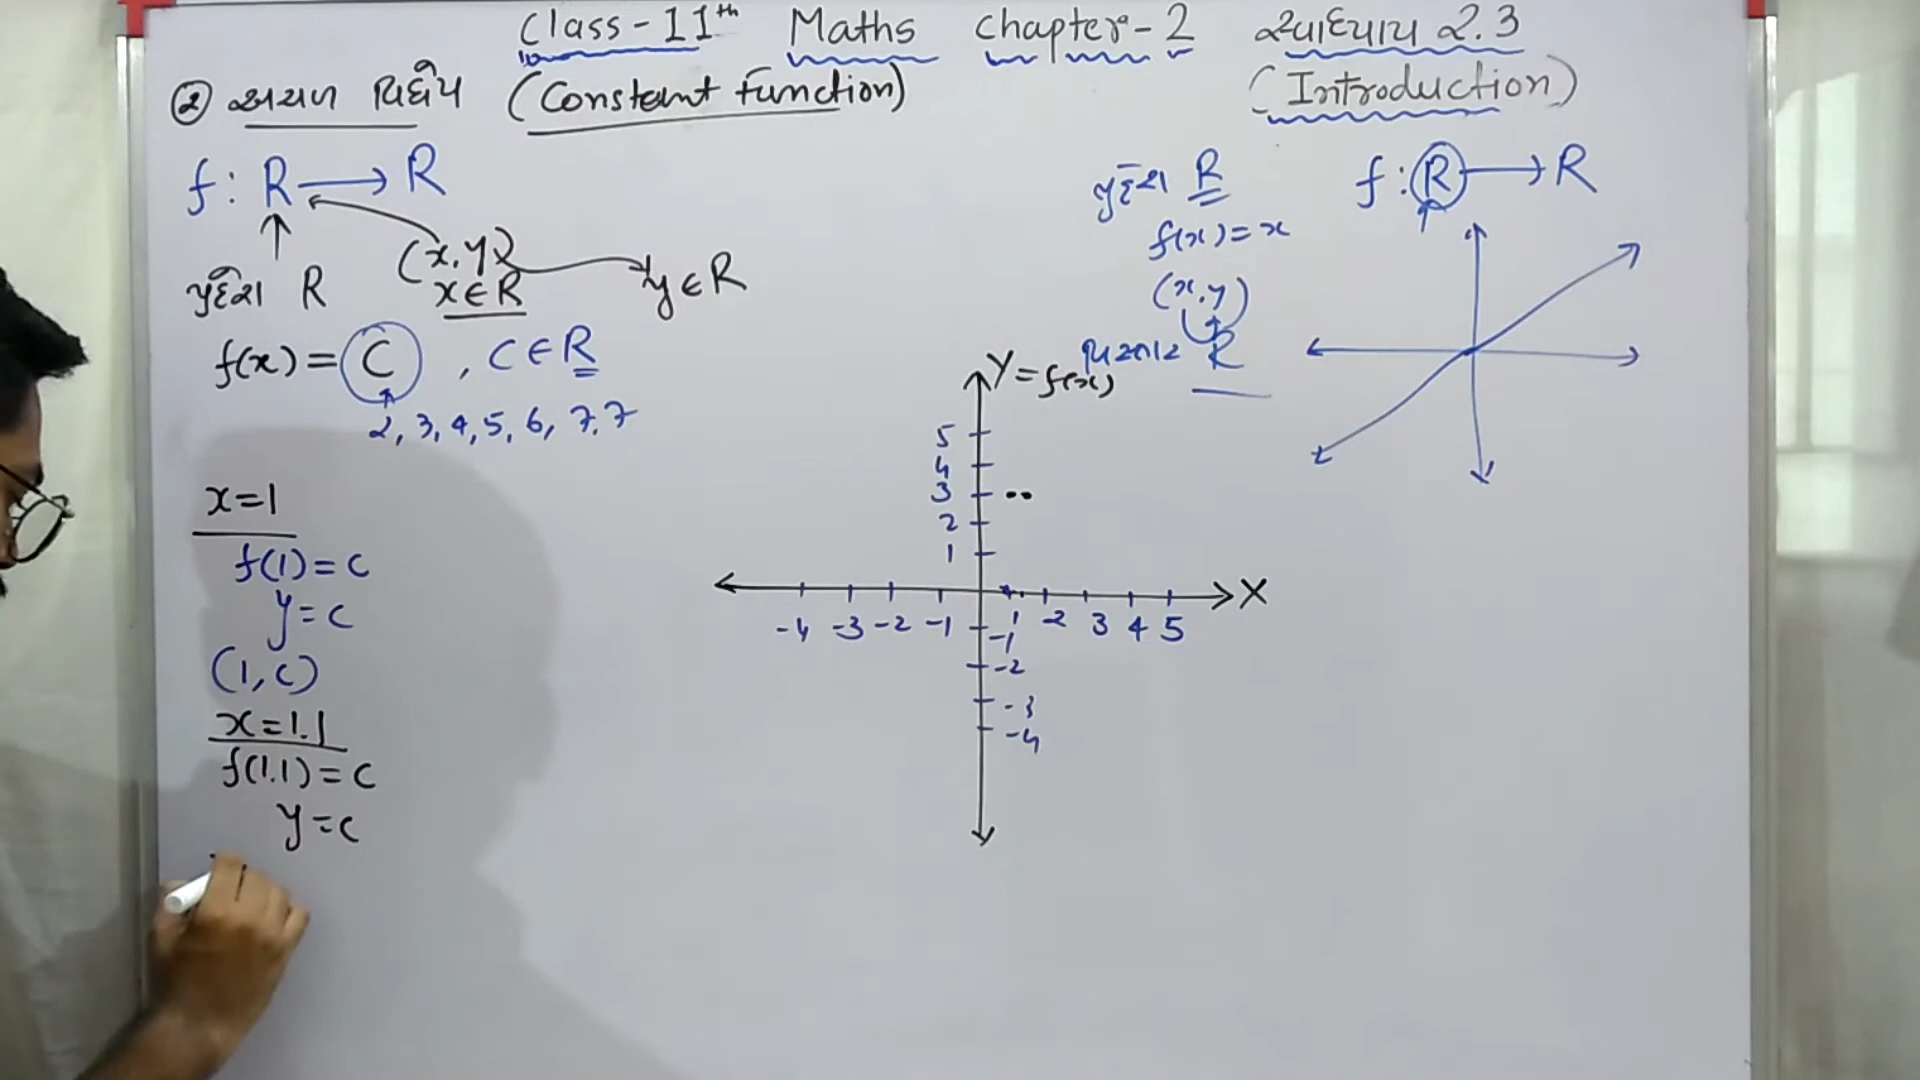 Class-11th Maths Chapter-2 સ્વાધ્યાય 2.3
(Introduction)
② અચળ વિધેય (Constant Function)
f: R → R
પ્રદેશ R
(x, y)
x∈R
y∈R
f(x) = C , C∈R
2, 3, 4, 5, 6, 7, 7
x=1
f(1) = c
y=c
(1, c)
x=1.1
f(1.1) = c
y=c
પ્રદેશ R
f(x)=x
(x, y)
વિસ્તાર R
f: R → R
Y=f(x)
5
4
3
2
1
-4 -3 -2 -1 1 2 3 4 5 X
-1
-2
-3
-4